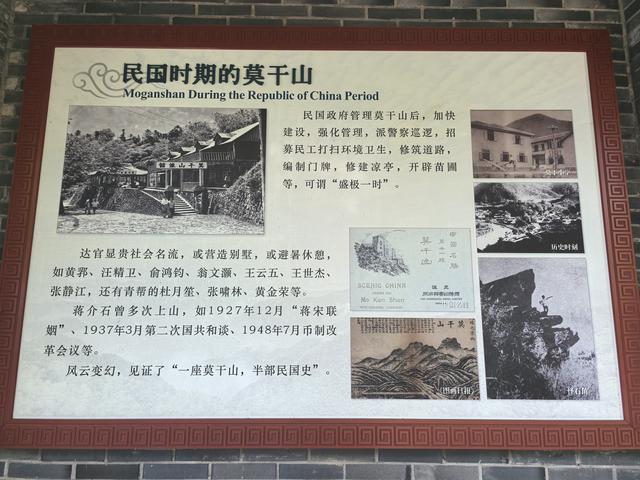 民国时期的莫干山
Moganshan During the Republic of China Period
民国政府管理莫干山后，加快
建设，强化管理，派警察巡逻，招
募民工打扫环境卫生，修筑道路，
编制门牌，修建凉亭，开辟苗圃
等，可谓“盛极一时”。
达官显贵社会名流，或营造别墅，或避暑休憩，
如黄郛、汪精卫、俞鸿钧、翁文灏、王云五、王世杰、
张静江，还有青帮的杜月笙、张啸林、黄金荣等。
蒋介石曾多次上山，如1927年12月“蒋宋联
姻”、1937年3月第二次国共和谈、1948年7月币制改
革会议等。
风云变幻，见证了“一座莫干山，半部民国史”。
历史时刻
SCENIC CHINA
Mo Kan Shan
怪石角